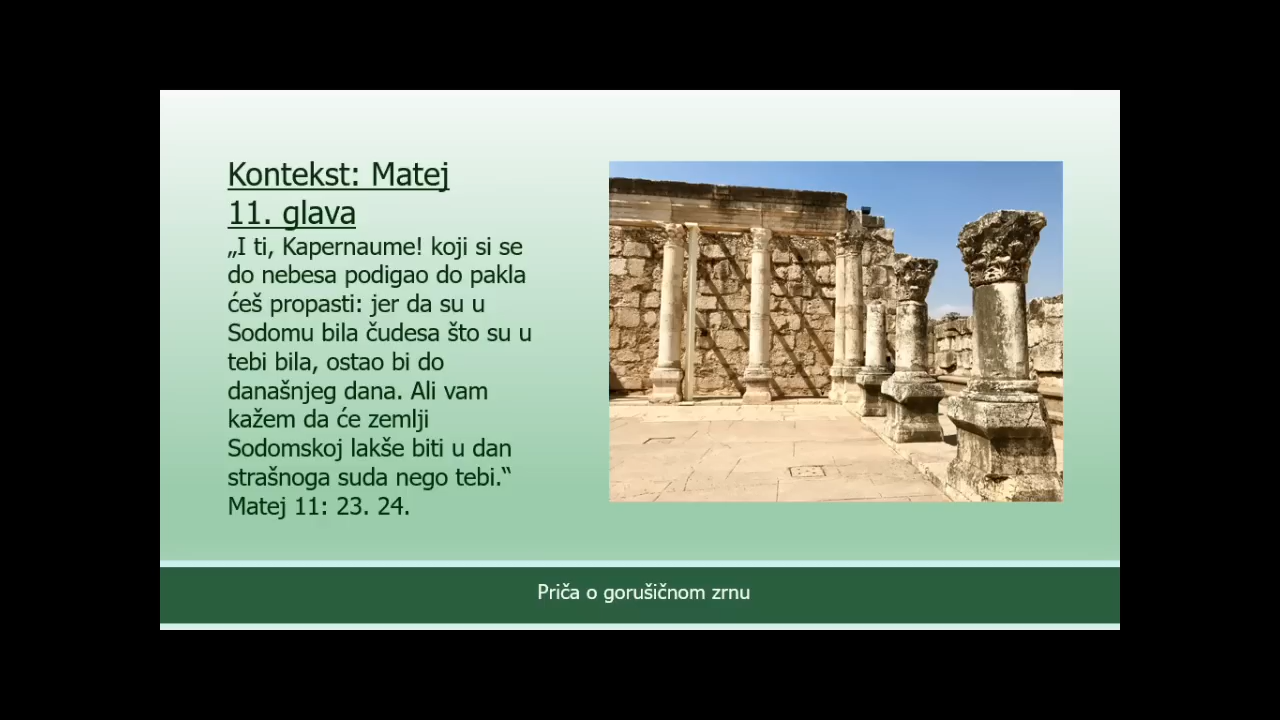 Kontekst: Matej
11. glava
„I ti, Kapernaume! koji si se
do nebesa podigao do pakla
ćeš propasti: jer da su u
Sodomu bila čudesa što su u
tebi bila, ostao bi do
današnjeg dana. Ali vam
kažem da će zemlji
Sodomskoj lakše biti u dan
strašnoga suda nego tebi.“
Matej 11: 23. 24.
Priča o gorušičnom zrnu